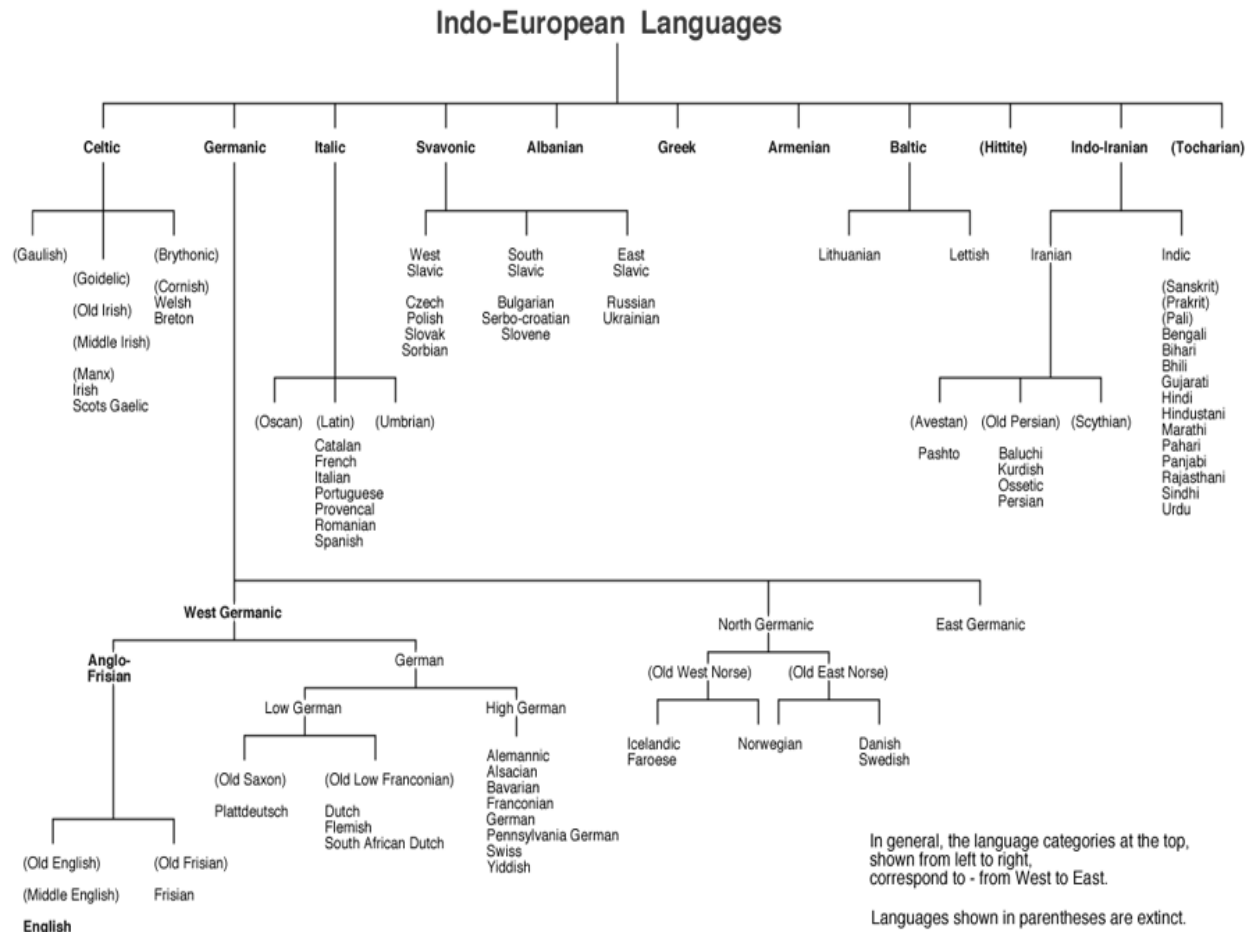 Indo-European Languages
Celtic Germanic Italic Svavonic Albanian Greek Armenian Baltic (Hittite) Indo-Iranian (Tocharian)
(Gaulish)
(Goidelic)
(Old Irish)
(Middle Irish)
(Manx)
Irish
Scots Gaelic
(Brythonic)
(Cornish)
Welsh
Breton
(Oscan)
(Latin)
Catalan
French
Italian
Portuguese
Provencal
Romanian
Spanish
(Umbrian)
West
Slavic
Czech
Polish
Slovak
Sorbian
South
Slavic
Bulgarian
Serbo-croatian
Slovene
East
Slavic
Russian
Ukrainian
Lithuanian
Lettish
Iranian
(Avestan)
Pashto
(Old Persian)
Baluchi
Kurdish
Ossetic
Persian
(Scythian)
Indic
(Sanskrit)
(Prakrit)
(Pali)
Bengali
Bihari
Bhili
Gujarati
Hindi
Hindustani
Marathi
Pahari
Panjabi
Rajasthani
Sindhi
Urdu
West Germanic
Anglo-
Frisian
(Old English)
(Middle English)
English
(Old Frisian)
Frisian
German
Low German
(Old Saxon)
Plattdeutsch
(Old Low Franconian)
Dutch
Flemish
South African Dutch
High German
Alemannic
Alsacian
Bavarian
Franconian
German
Pennsylvania German
Swiss
Yiddish
North Germanic
(Old West Norse)
Icelandic
Faroese
Norwegian
(Old East Norse)
Danish
Swedish
East Germanic
In general, the language categories at the top,
shown from left to right,
correspond to - from West to East.
Languages shown in parentheses are extinct.